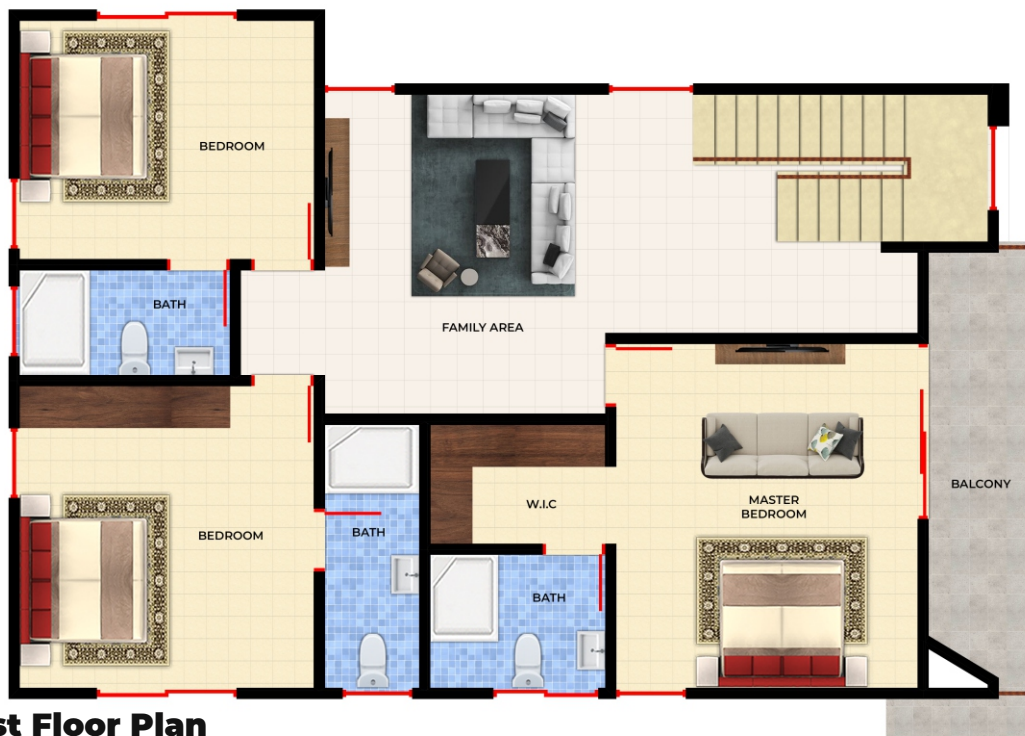 BEDROOM
BATH
FAMILY AREA
BEDROOM
BATH
W.I.C
BATH
MASTER
BEDROOM
BALCONY
st Floor Plan